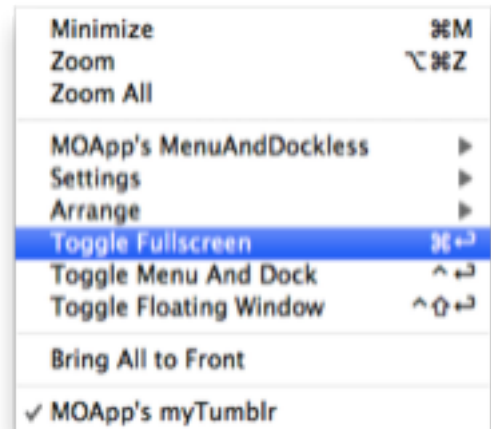 Minimize ⌘M
Zoom ⌥⌘Z
Zoom All
MOApp's MenuAndDockless ▶
Settings ▶
Arrange ▶
Toggle Fullscreen ⌘↩
Toggle Menu And Dock ^↩
Toggle Floating Window ^⇧↩
Bring All to Front
✓ MOApp's myTumblr